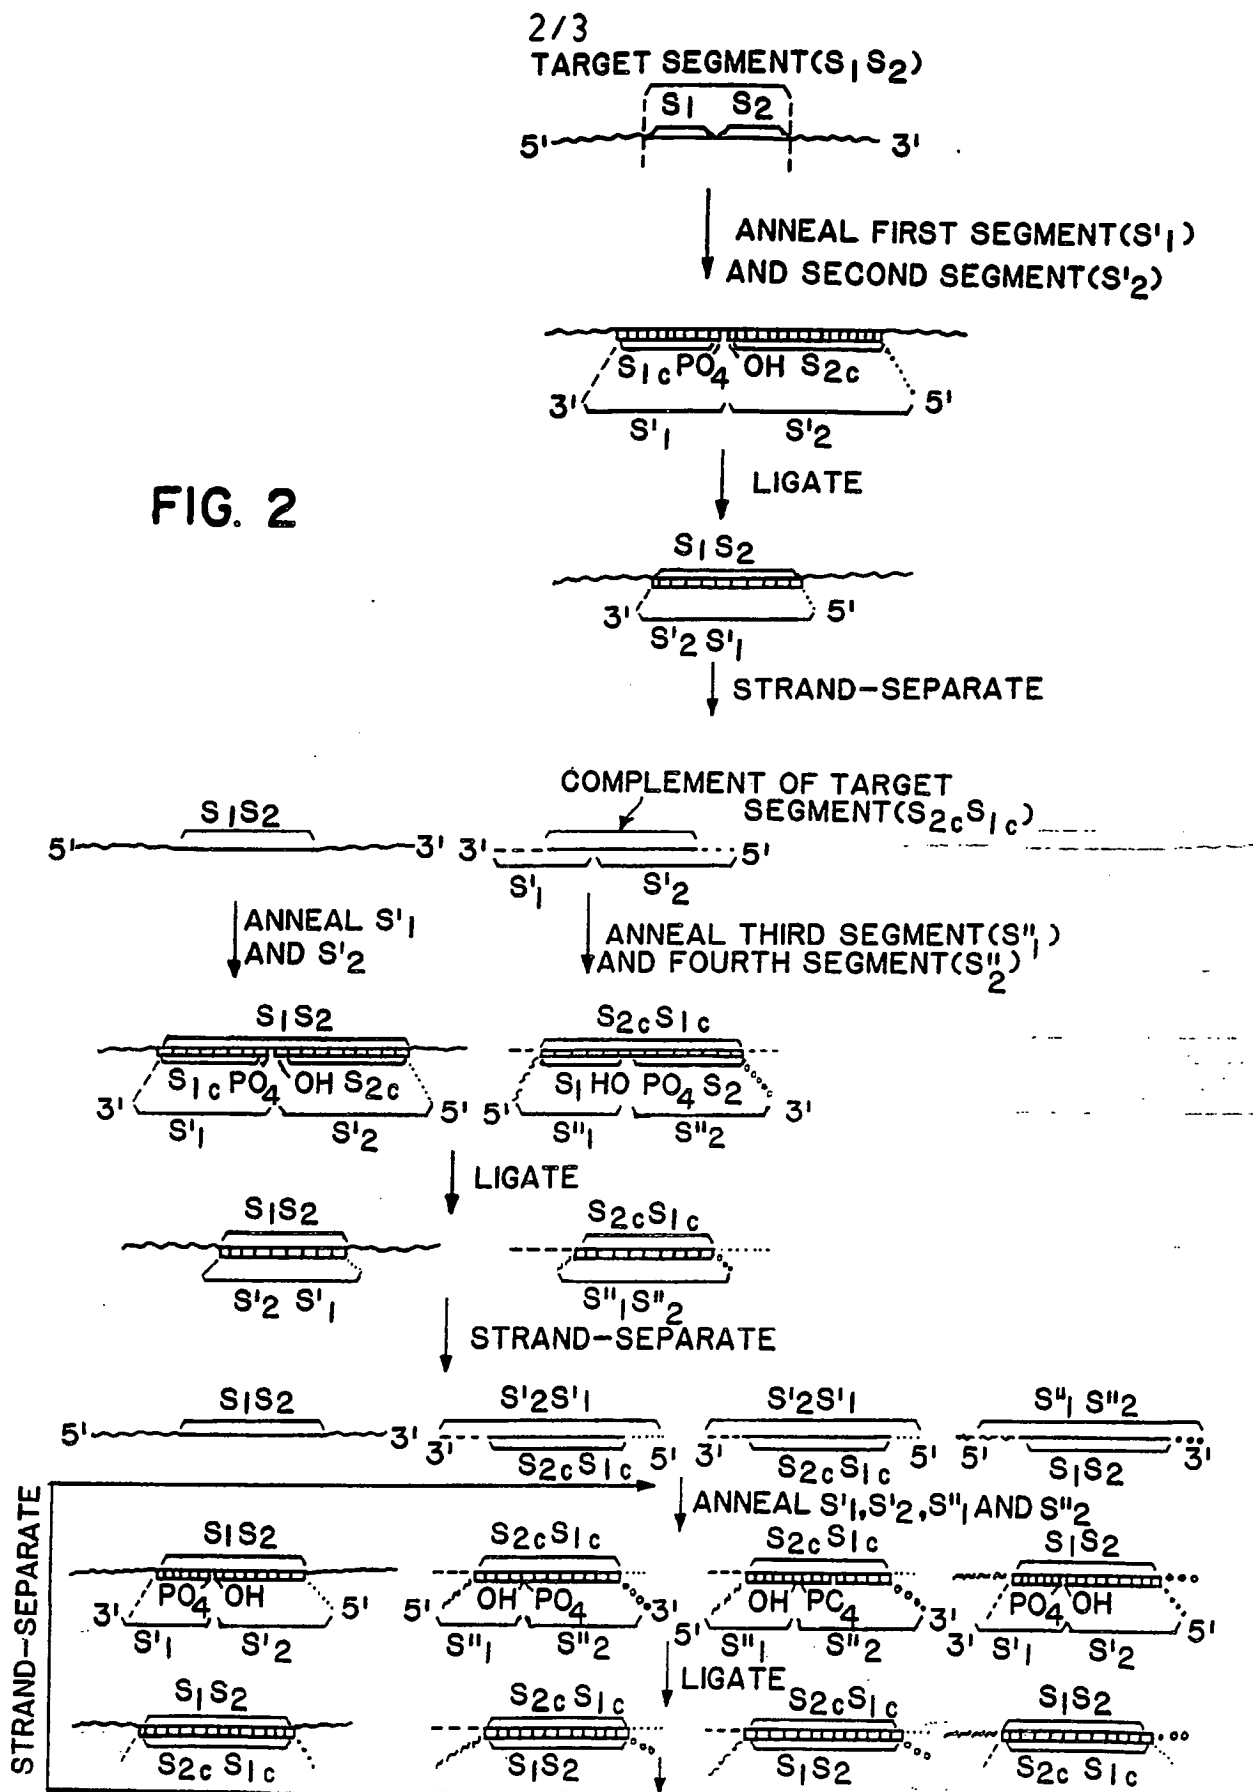 2/3
TARGET SEGMENT(S1S2)
S1 S2
5' 3'
ANNEAL FIRST SEGMENT(S'1)
AND SECOND SEGMENT(S'2)
S1c PO4 OH S2c
3' 5'
S'1 S'2
LIGATE
FIG. 2
S1S2
3' 5'
S'2 S'1
STRAND-SEPARATE
COMPLEMENT OF TARGET
SEGMENT(S2cS1c)
S1S2
5' 3' 3' 5'
S'1 S'2
ANNEAL S'1
AND S'2
ANNEAL THIRD SEGMENT(S"1)
AND FOURTH SEGMENT(S"2)
S1S2 S2cS1c
S1c PO4 OH S2c S1 HO PO4 S2
3' 5' 5' 3'
S'1 S'2 S"1 S"2
LIGATE
S1S2 S2cS1c
S'2 S'1 S"1S"2
STRAND-SEPARATE
S1S2 S'2S'1 S'2S'1 S"1 S"2
5' 3' 3' 5' 3' 5' 5' 3'
S2cS1c S2cS1c S1S2
ANNEAL S'1,S'2,S"1 AND S"2
STRAND-SEPARATE
S1S2 S2cS1c S2cS1c S1S2
PO4 OH OH PO4 OH PC4 PO4 OH
3' 5' 5' 3' 5' 3' 3' 5'
S'1 S'2 S"1 S"2 S"1 S"2 S'1 S'2
LIGATE
S1S2 S2cS1c S2cS1c S1S2
S2c S1c S1S2 S1S2 S2c S1c